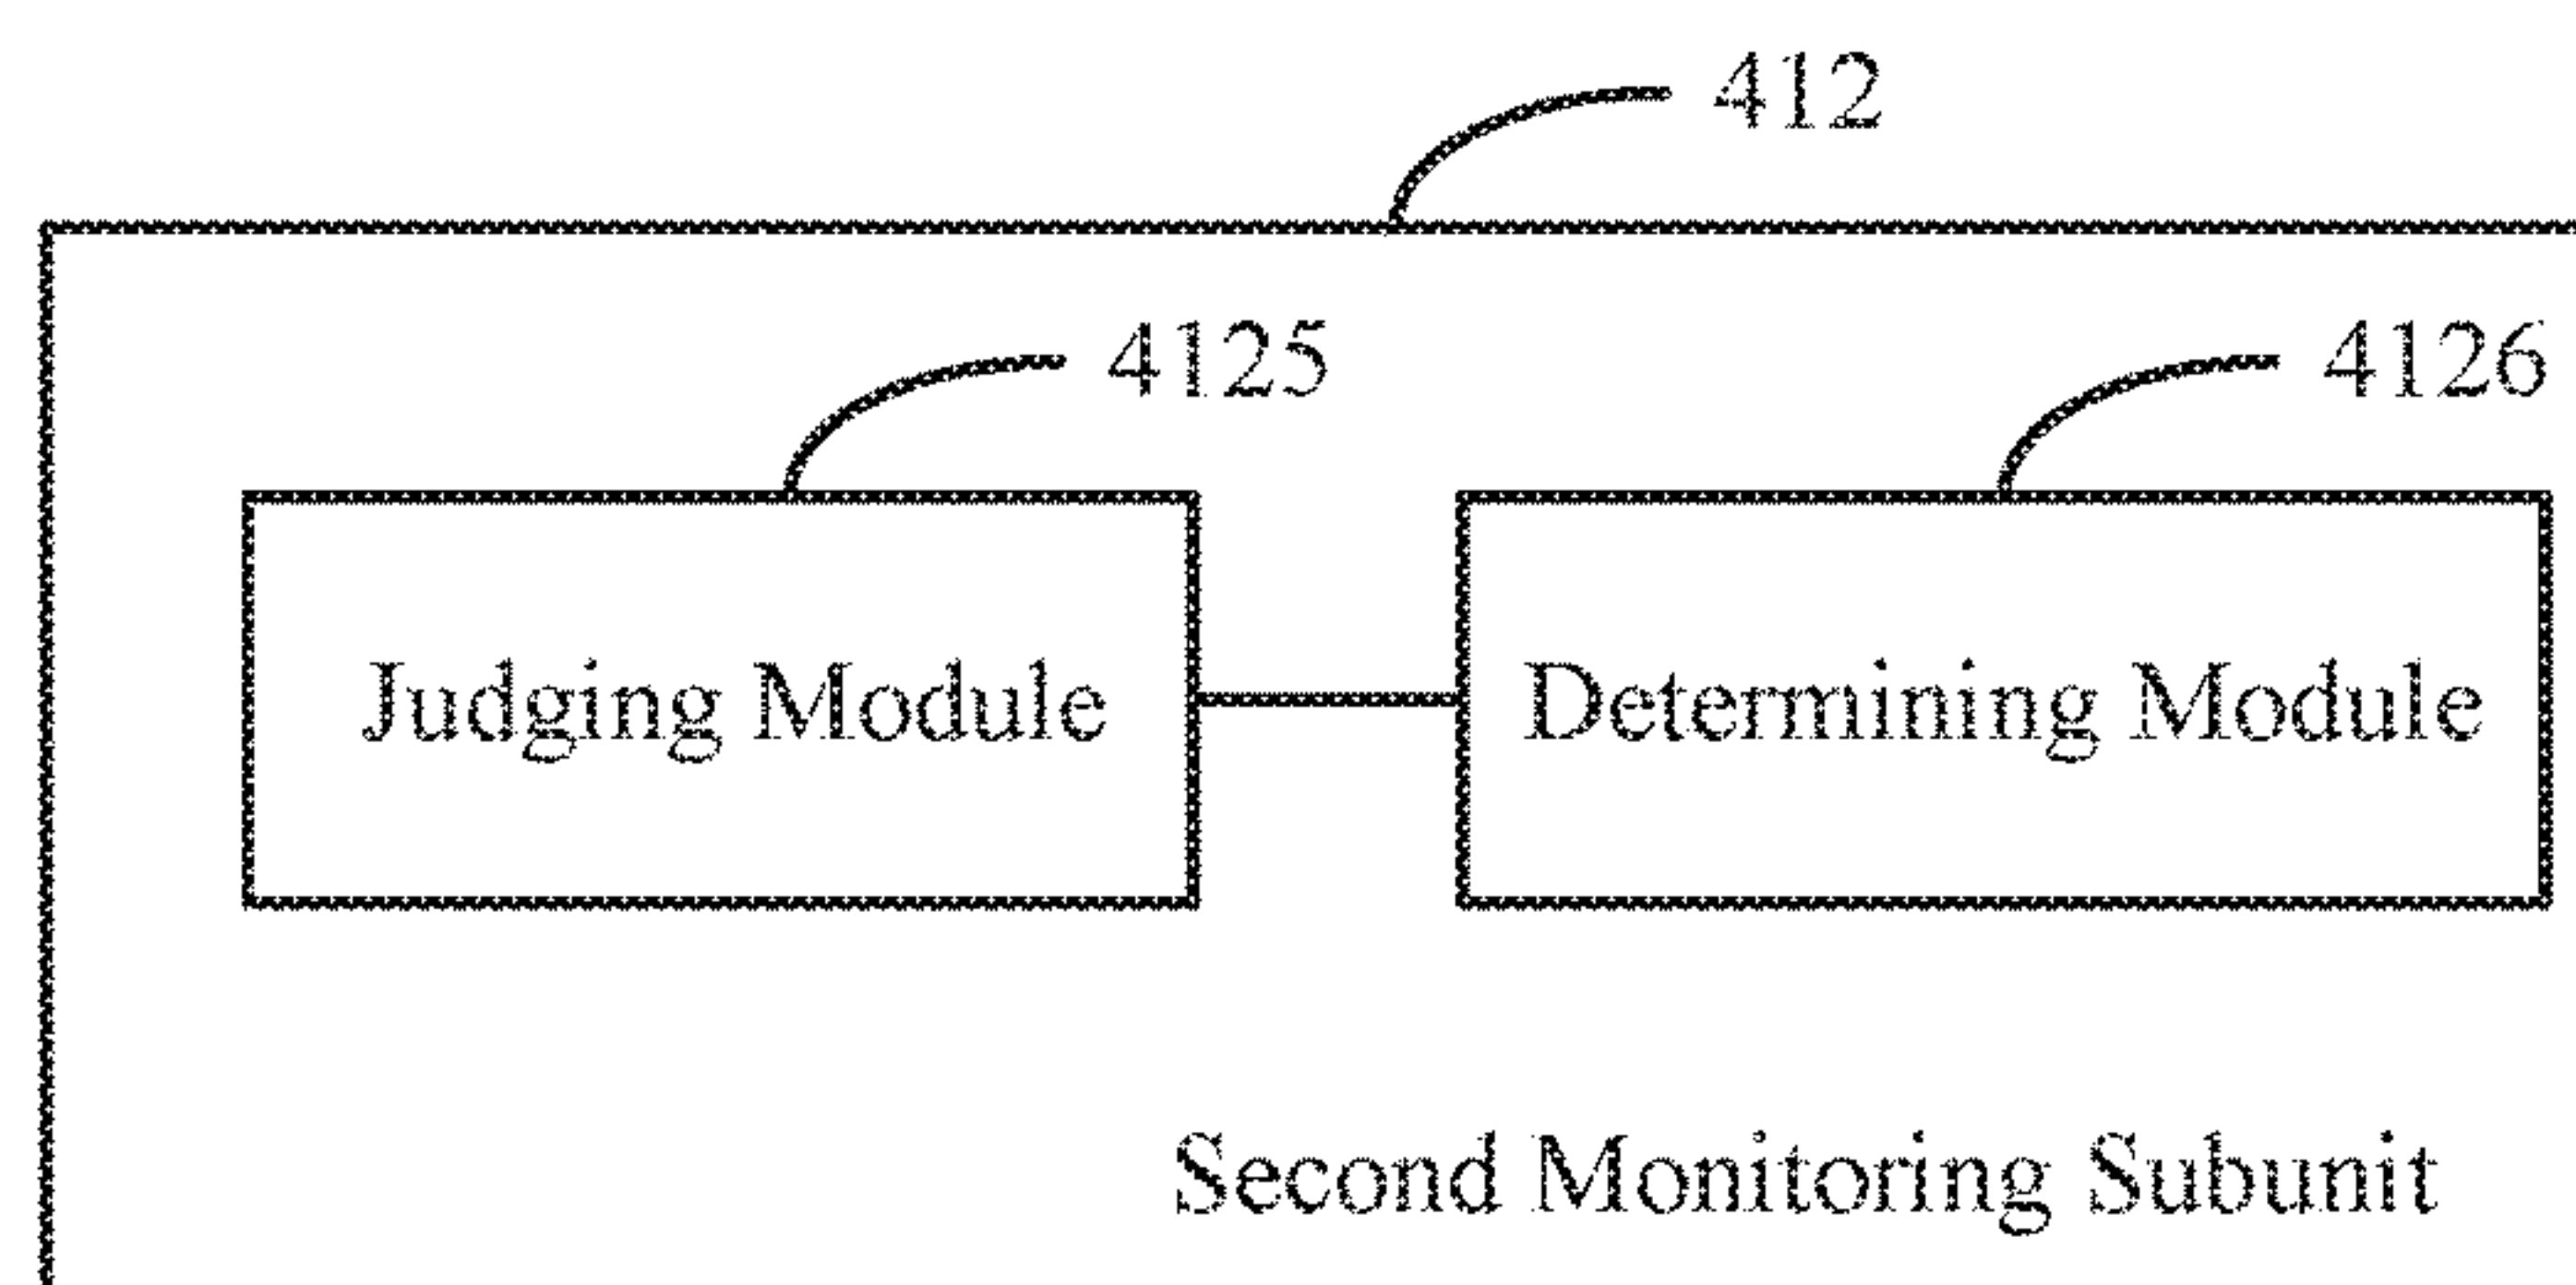 412
4125
4126
Judging Module
Determining Module
Second Monitoring Subunit